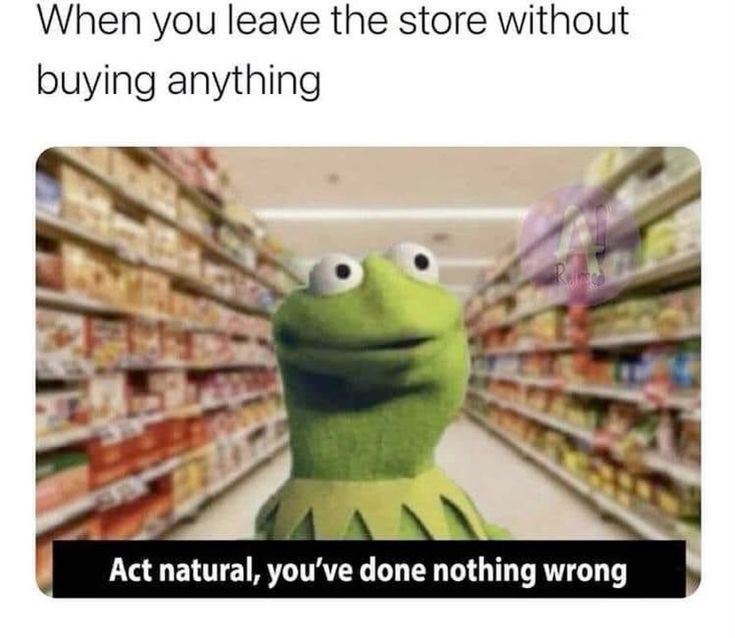 When you leave the store without
buying anything
Act natural, you've done nothing wrong